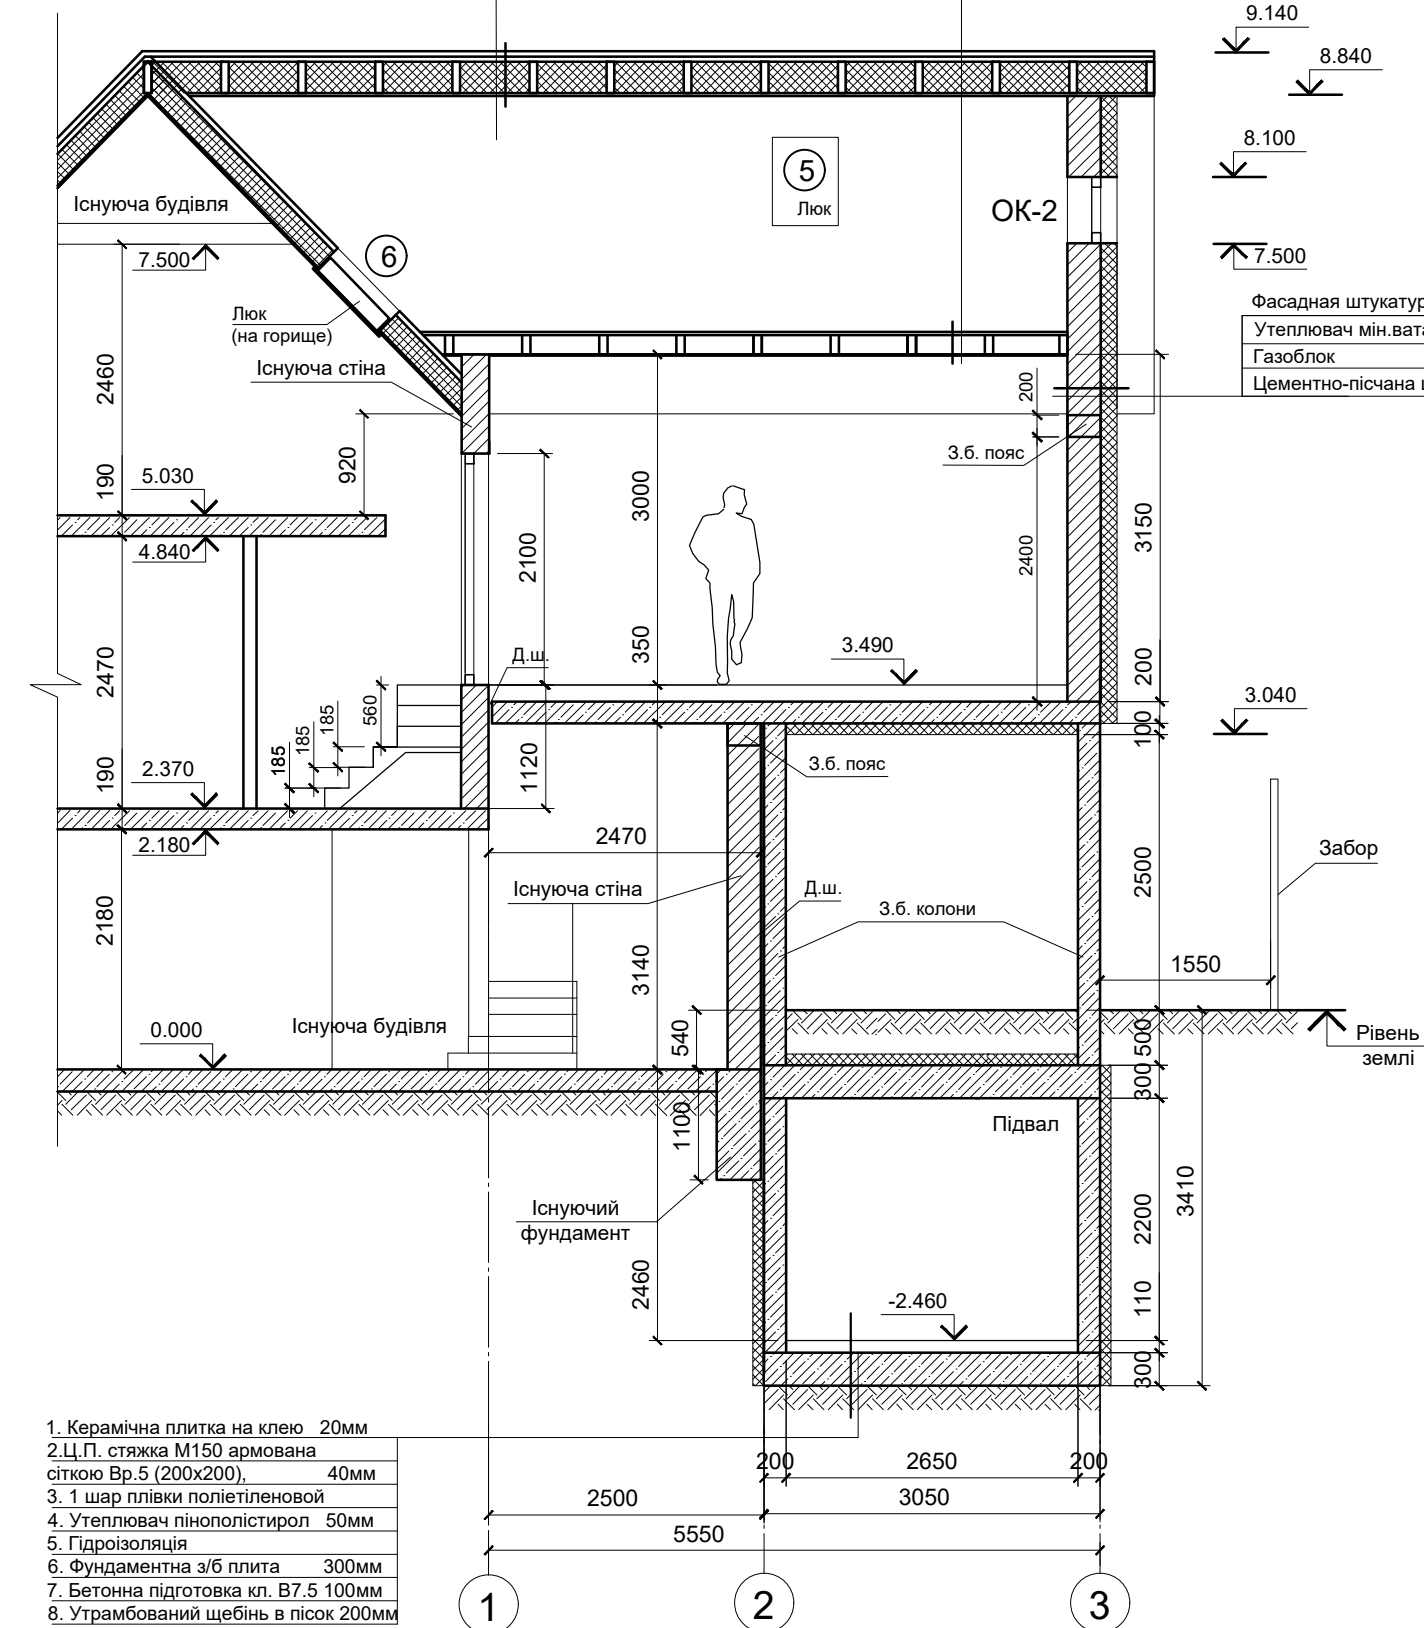 9.140
8.840
8.100
5
Люк
ОК-2
Існуюча будівля
7.500
6
7.500
Люк
(на горище)
Фасадная штукатур
Утеплювач мін.вата
Газоблок
Цементно-пісчана ш
Існуюча стіна
2460
200
920
З.б. пояс
190
5.030
3000
2100
2400
3150
4.840
2470
350
Д.ш.
3.490
200
185
185
185
560
3.040
100
190
2.370
1120
З.б. пояс
2.180
2470
Забор
2500
Існуюча стіна
Д.ш.
З.б. колони
2180
3140
1550
0.000
Існуюча будівля
540
500
Рівень
землі
300
1100
Підвал
3410
Існуючий
фундамент
2200
2460
-2.460
110
300
1. Керамічна плитка на клею 20мм
2.Ц.П. стяжка М150 армована
сіткою Вр.5 (200х200), 40мм
3. 1 шар плівки поліетіленовой
4. Утеплювач пінополістирол 50мм
5. Гідроізоляція
6. Фундаментна з/б плита 300мм
7. Бетонна підготовка кл. В7.5 100мм
8. Утрамбований щебінь в пісок 200мм
200
2650
200
2500
3050
5550
1
2
3